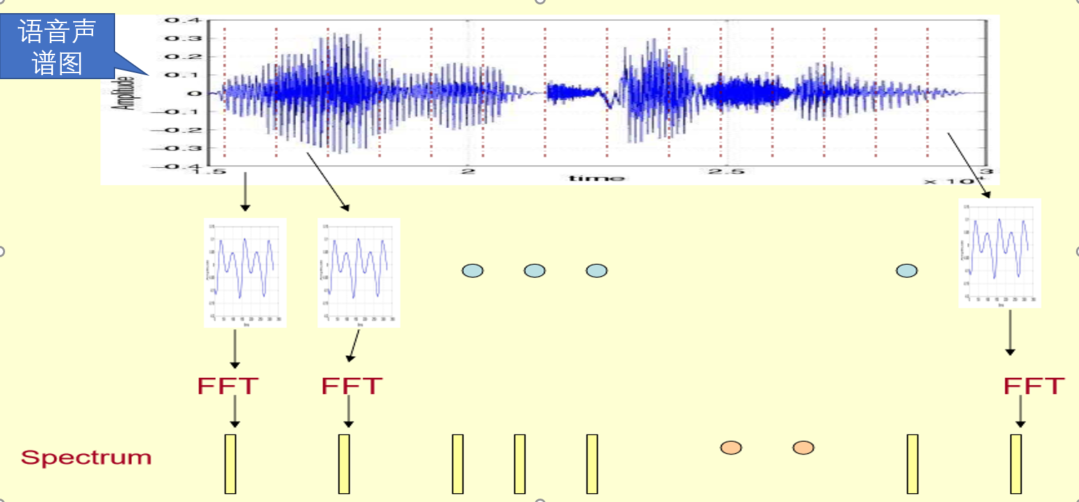 语音声
谱图
Amplitude
0.4
0.3
0.2
0.1
0
-0.1
-0.2
-0.3
-0.4
1.5 2 2.5 3
time
x 10⁴
FFT FFT FFT
Spectrum